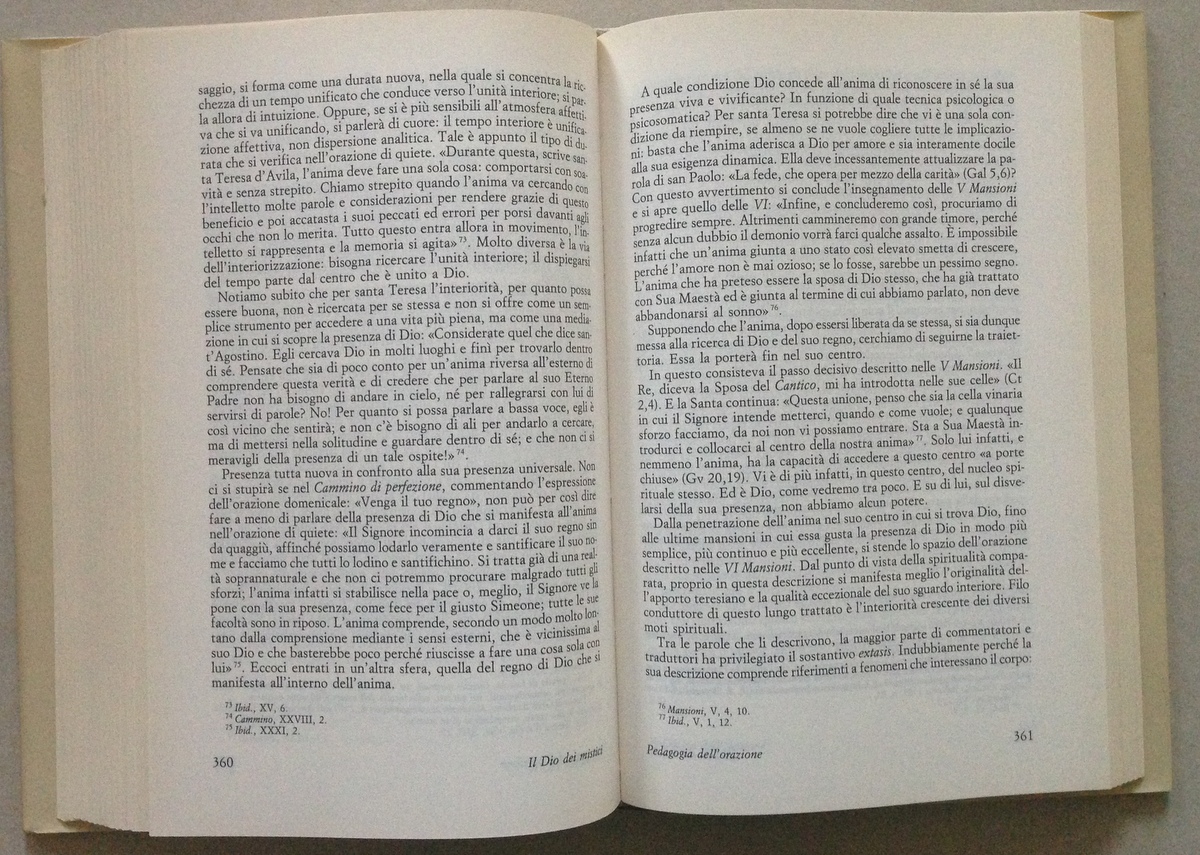 saggio, si forma come una durata nuova, nella quale si concentra la ric-
chezza di un tempo unificato che conduce verso l'unità interiore; si par-
la allora di intuizione. Oppure, se si è più sensibili all'atmosfera affetti-
va che si va unificando, si parlerà di cuore: il tempo interiore è unifica-
zione affettiva, non dispersione analitica. Tale è appunto il tipo di du-
rata che si verifica nell'orazione di quiete. «Durante questa, scrive san-
ta Teresa d'Avila, l'anima deve fare una sola cosa: comportarsi con soa-
vità e senza strepito. Chiamo strepito quando l'anima va cercando con
l'intelletto molte parole e considerazioni per rendere grazie di questo
beneficio e poi accatasta i suoi peccati ed errori per porsi davanti agli
occhi che non lo merita. Tutto questo entra allora in movimento, l'in-
telletto si rappresenta e la memoria si agita»⁷³. Molto diversa è la via
dell'interiorizzazione: bisogna ricercare l'unità interiore; il dispiegarsi
del tempo parte dal centro che è unito a Dio.
Notiamo subito che per santa Teresa l'interiorità, per quanto possa
essere buona, non è ricercata per se stessa e non si offre come un sem-
plice strumento per accedere a una vita più piena, ma come una media-
zione in cui si scopre la presenza di Dio: «Considerate quel che dice san-
t'Agostino. Egli cercava Dio in molti luoghi e finì per trovarlo dentro
di sé. Pensate che sia di poco conto per un'anima riversa all'esterno di
comprendere questa verità e di credere che per parlare al suo Eterno
Padre non ha bisogno di andare in cielo, né per rallegrarsi con lui di
servirsi di parole? No! Per quanto si possa parlare a bassa voce, egli è
così vicino che sentirà; e non c'è bisogno di ali per andarlo a cercare,
ma di mettersi nella solitudine e guardare dentro di sé; e che non ci si
meravigli della presenza di un tale ospite!»⁷⁴.
Presenza tutta nuova in confronto alla sua presenza universale. Non
ci si stupirà se nel Cammino di perfezione, commentando l'espressione
dell'orazione domenicale: «Venga il tuo regno», non può per così dire
fare a meno di parlare della presenza di Dio che si manifesta all'anima
nell'orazione di quiete: «Il Signore incomincia a darci il suo regno sin
da quaggiù, affinché possiamo lodarlo veramente e santificare il suo no-
me e facciamo che tutti lo lodino e santifichino. Si tratta già di una real-
tà soprannaturale e che non ci potremmo procurare malgrado tutti gli
sforzi; l'anima infatti si stabilisce nella pace o, meglio, il Signore ve la
pone con la sua presenza, come fece per il giusto Simeone; tutte le sue
facoltà sono in riposo. L'anima comprende, secondo un modo molto lon-
tano dalla comprensione mediante i sensi esterni, che è vicinissima al
suo Dio e che basterebbe poco perché riuscisse a fare una cosa sola con
lui»⁷⁵. Eccoci entrati in un'altra sfera, quella del regno di Dio che si
manifesta all'interno dell'anima.
⁷³ Ibid., XV, 6.
⁷⁴ Cammino, XXVIII, 2.
⁷⁵ Ibid., XXXI, 2.
360 Il Dio dei mistici
A quale condizione Dio concede all'anima di riconoscere in sé la sua
presenza viva e vivificante? In funzione di quale tecnica psicologica o
psicosomatica? Per santa Teresa si potrebbe dire che vi è una sola con-
dizione da riempire, se almeno se ne vuole cogliere tutte le implicazio-
ni: basta che l'anima aderisca a Dio per amore e sia interamente docile
alla sua esigenza dinamica. Ella deve incessantemente attualizzare la pa-
rola di san Paolo: «La fede, che opera per mezzo della carità» (Gal 5,6)?
Con questo avvertimento si conclude l'insegnamento delle V Mansioni
e si apre quello delle VI: «Infine, e concluderemo così, procuriamo di
progredire sempre. Altrimenti cammineremo con grande timore, perché
senza alcun dubbio il demonio vorrà farci qualche assalto. È impossibile
infatti che un'anima giunta a uno stato così elevato smetta di crescere,
perché l'amore non è mai ozioso; se lo fosse, sarebbe un pessimo segno.
L'anima che ha preteso essere la sposa di Dio stesso, che ha già trattato
con Sua Maestà ed è giunta al termine di cui abbiamo parlato, non deve
abbandonarsi al sonno»⁷⁶.
Supponendo che l'anima, dopo essersi liberata da se stessa, si sia dunque
messa alla ricerca di Dio e del suo regno, cerchiamo di seguirne la traiet-
toria. Essa la porterà fin nel suo centro.
In questo consisteva il passo decisivo descritto nelle V Mansioni. «Il
Re, diceva la Sposa del Cantico, mi ha introdotta nelle sue celle» (Ct
2,4). E la Santa continua: «Questa unione, penso che sia la cella vinaria
in cui il Signore intende metterci, quando e come vuole; e qualunque
sforzo facciamo, da noi non vi possiamo entrare. Sta a Sua Maestà in-
trodurci e collocarci al centro della nostra anima»⁷⁷. Solo lui infatti, e
nemmeno l'anima, ha la capacità di accedere a questo centro «a porte
chiuse» (Gv 20,19). Vi è di più infatti, in questo centro, del nucleo spi-
rituale stesso. Ed è Dio, come vedremo tra poco. E su di lui, sul disve-
larsi della sua presenza, non abbiamo alcun potere.
Dalla penetrazione dell'anima nel suo centro in cui si trova Dio, fino
alle ultime mansioni in cui essa gusta la presenza di Dio in modo più
semplice, più continuo e più eccellente, si stende lo spazio dell'orazione
descritto nelle VI Mansioni. Dal punto di vista della spiritualità compa-
rata, proprio in questa descrizione si manifesta meglio l'originalità del-
l'apporto teresiano e la qualità eccezionale del suo sguardo interiore. Filo
conduttore di questo lungo trattato è l'interiorità crescente dei diversi
moti spirituali.
Tra le parole che li descrivono, la maggior parte di commentatori e
traduttori ha privilegiato il sostantivo extasis. Indubbiamente perché la
sua descrizione comprende riferimenti a fenomeni che interessano il corpo:
⁷⁶ Mansioni, V, 4, 10.
⁷⁷ Ibid., V, 1, 12.
Pedagogia dell'orazione 361